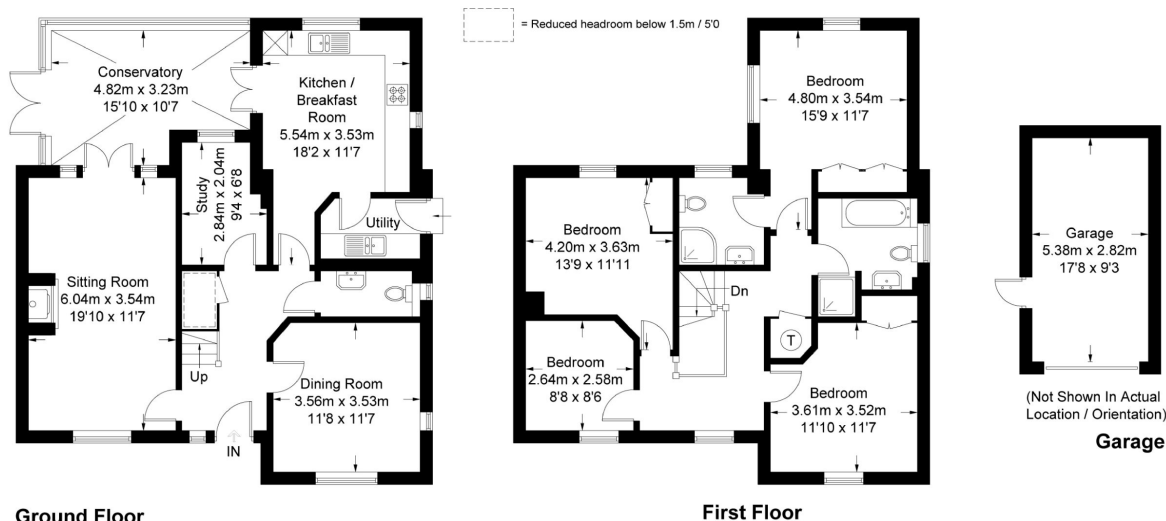 = Reduced headroom below 1.5m / 5'0
Conservatory
4.82m x 3.23m
15'10 x 10'7
Kitchen /
Breakfast
Room
5.54m x 3.53m
18'2 x 11'7
Study
2.84m x 2.04m
9'4 x 6'8
Utility
Sitting Room
6.04m x 3.54m
19'10 x 11'7
Up
Dining Room
3.56m x 3.53m
11'8 x 11'7
IN
Ground Floor
Bedroom
4.80m x 3.54m
15'9 x 11'7
Bedroom
4.20m x 3.63m
13'9 x 11'11
Dn
T
Bedroom
2.64m x 2.58m
8'8 x 8'6
Bedroom
3.61m x 3.52m
11'10 x 11'7
First Floor
Garage
5.38m x 2.82m
17'8 x 9'3
(Not Shown In Actual
Location / Orientation)
Garage